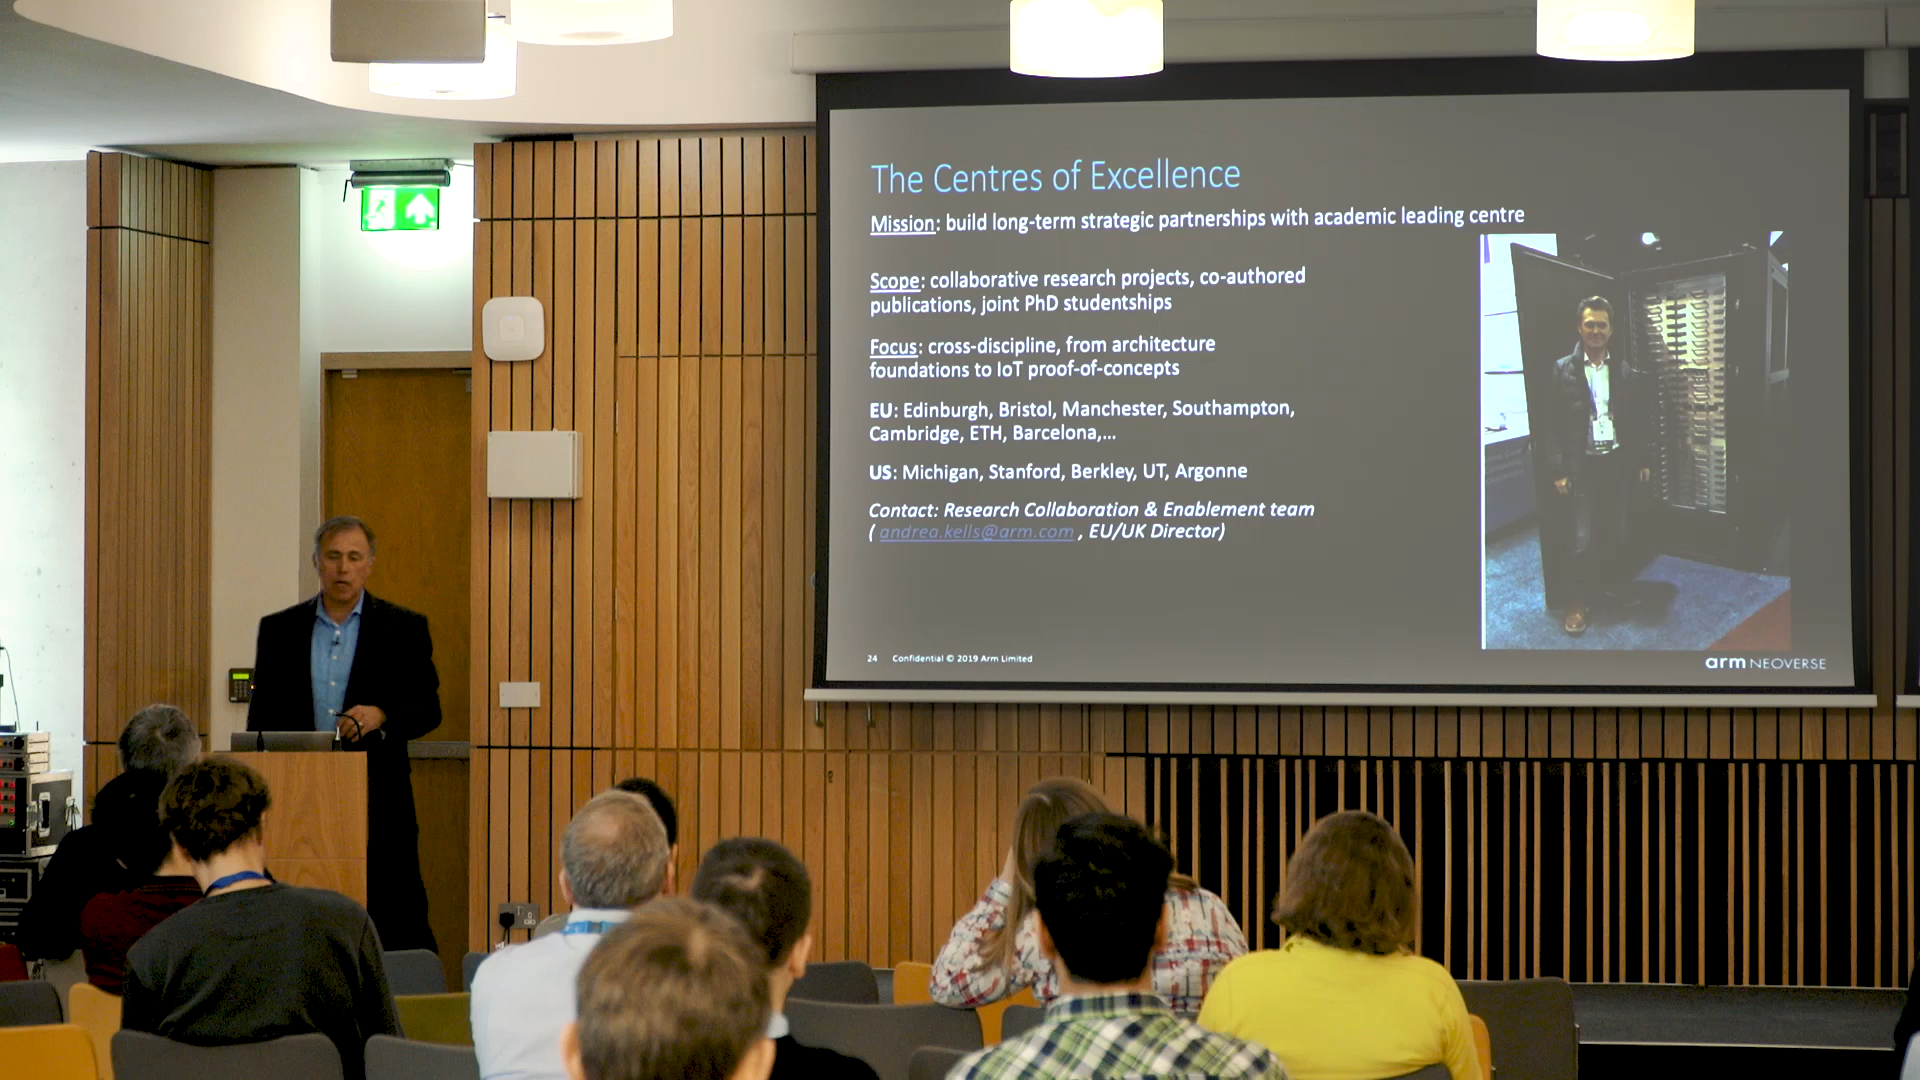 The Centres of Excellence
Mission: build long-term strategic partnerships with academic leading centre
Scope: collaborative research projects, co-authored
publications, joint PhD studentships
Focus: cross-discipline, from architecture
foundations to IoT proof-of-concepts
EU: Edinburgh, Bristol, Manchester, Southampton,
Cambridge, ETH, Barcelona,...
US: Michigan, Stanford, Berkley, UT, Argonne
Contact: Research Collaboration & Enablement team
( andrea.kells@arm.com , EU/UK Director)
24 Confidential © 2019 Arm Limited
arm NEOVERSE